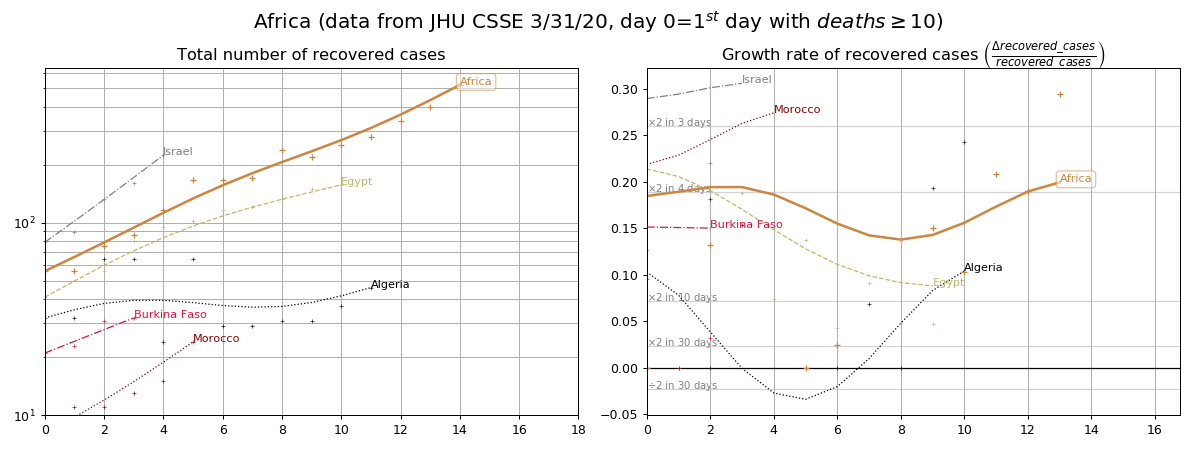 Africa (data from JHU CSSE 3/31/20, day 0=1st day with deaths ≥ 10)
Total number of recovered cases
Africa
Israel
Egypt
Algeria
Burkina Faso
Morocco
10²
10¹
0 2 4 6 8 10 12 14 16 18
Growth rate of recovered cases (Δrecovered_cases / recovered_cases)
Israel
Morocco
×2 in 3 days
Africa
×2 in 4 days
Burkina Faso
Algeria
Egypt
×2 in 10 days
×2 in 30 days
÷2 in 30 days
0.30
0.25
0.20
0.15
0.10
0.05
0.00
−0.05
0 2 4 6 8 10 12 14 16